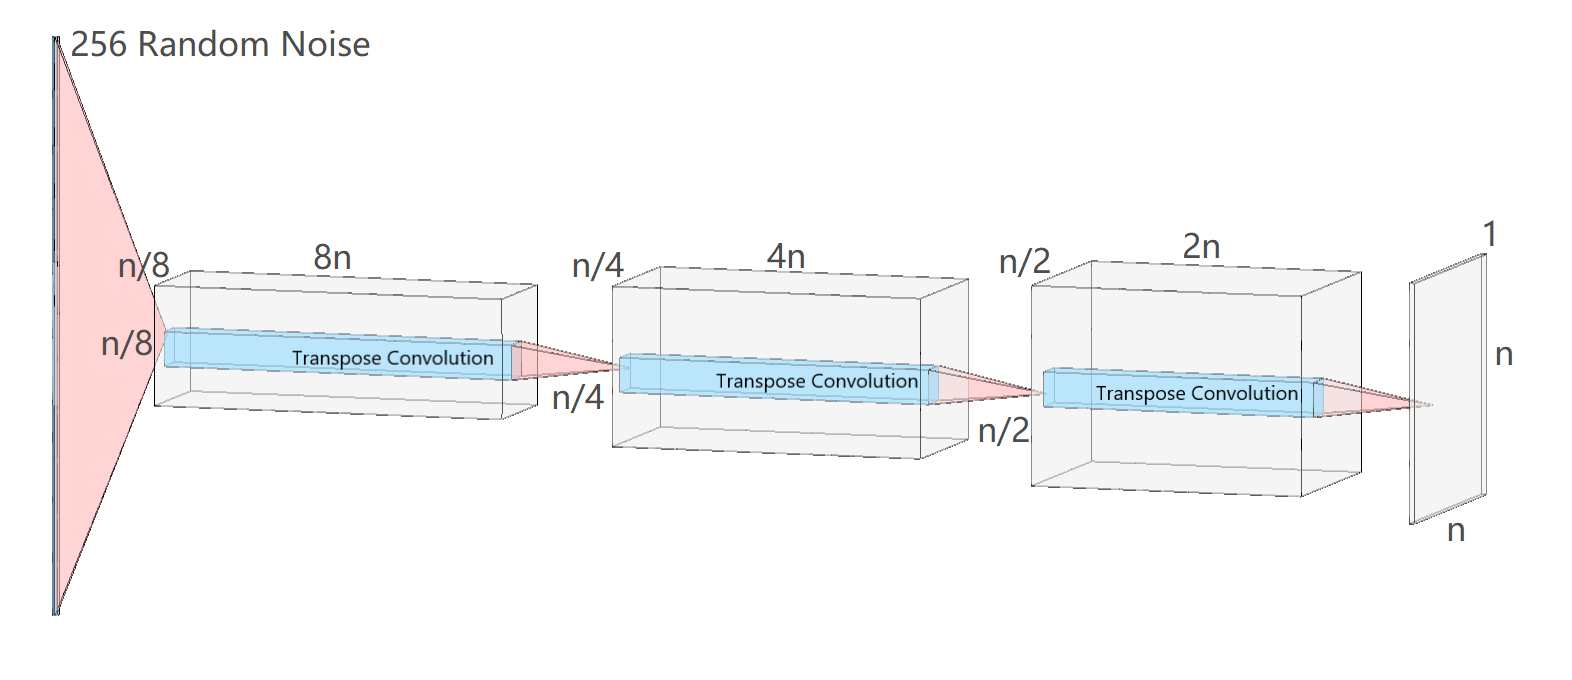 256 Random Noise
n/8
8n
n/8
Transpose Convolution
n/4
4n
n/4
Transpose Convolution
n/2
2n
n/2
Transpose Convolution
1
n
n